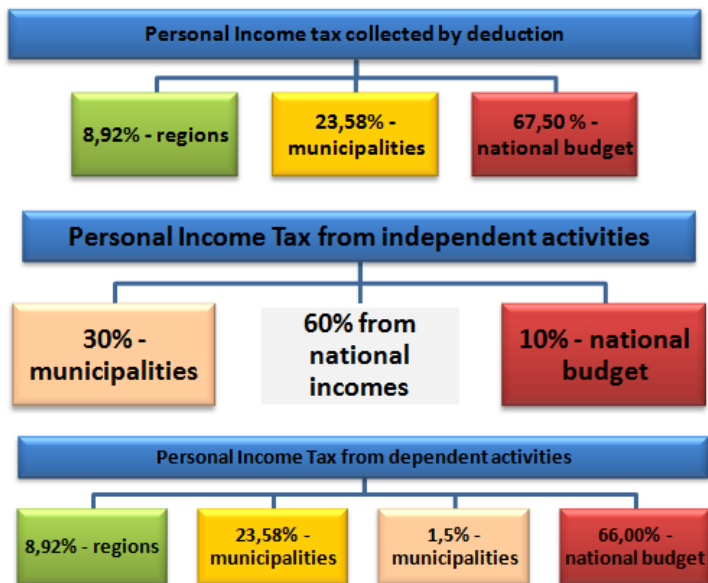 Personal Income tax collected by deduction
8,92% - regions
23,58% -
municipalities
67,50 % -
national budget
Personal Income Tax from independent activities
30% -
municipalities
60% from
national
incomes
10% - national
budget
Personal Income Tax from dependent activities
8,92% - regions
23,58% -
municipalities
1,5% -
municipalities
66,00% -
national budget